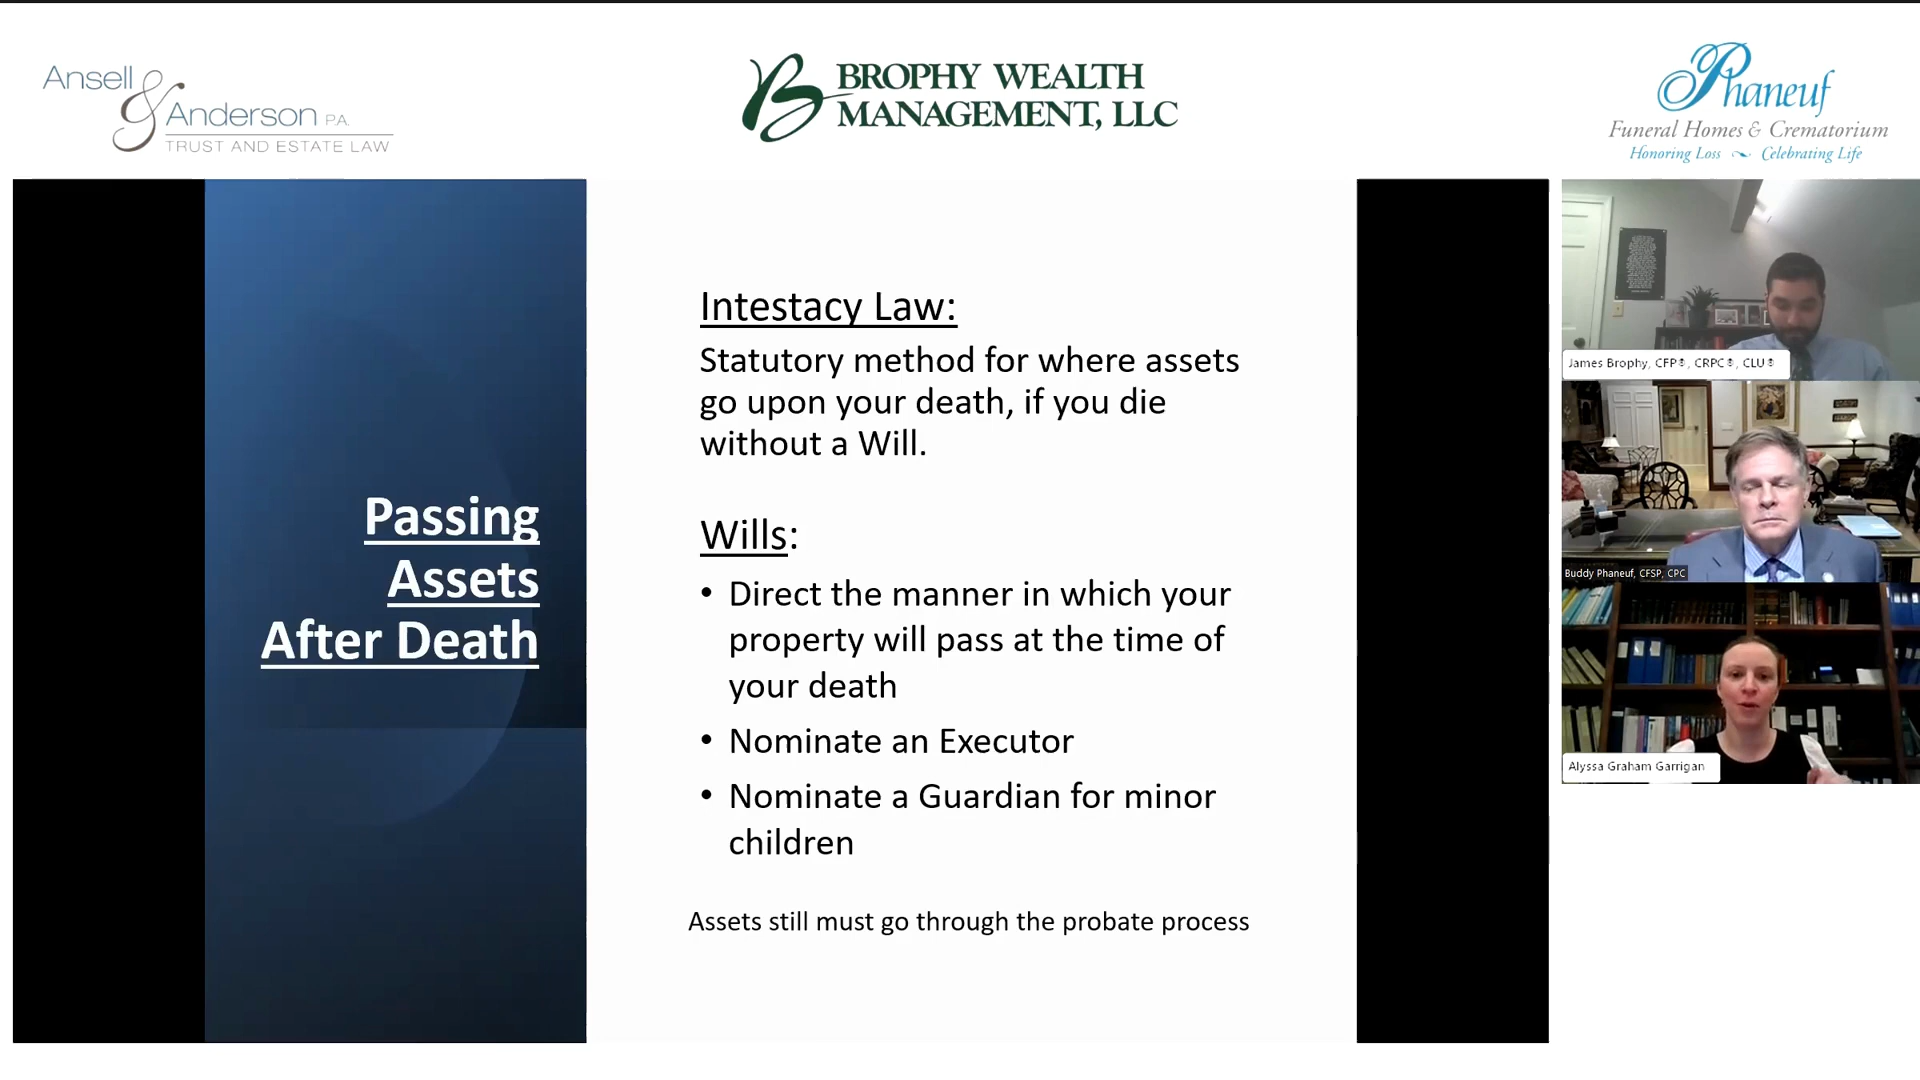 Ansell
& Anderson P.A.
TRUST AND ESTATE LAW
BROPHY WEALTH
MANAGEMENT, LLC
Phaneuf
Funeral Homes & Crematorium
Honoring Loss ~ Celebrating Life
Passing
Assets
After Death
Intestacy Law:
Statutory method for where assets
go upon your death, if you die
without a Will.
Wills:
• Direct the manner in which your
property will pass at the time of
your death
• Nominate an Executor
• Nominate a Guardian for minor
children
Assets still must go through the probate process
James Brophy, CFP®, CRPC®, CLU®
Buddy Phaneuf, CFSP, CPC
Alyssa Graham Garrigan